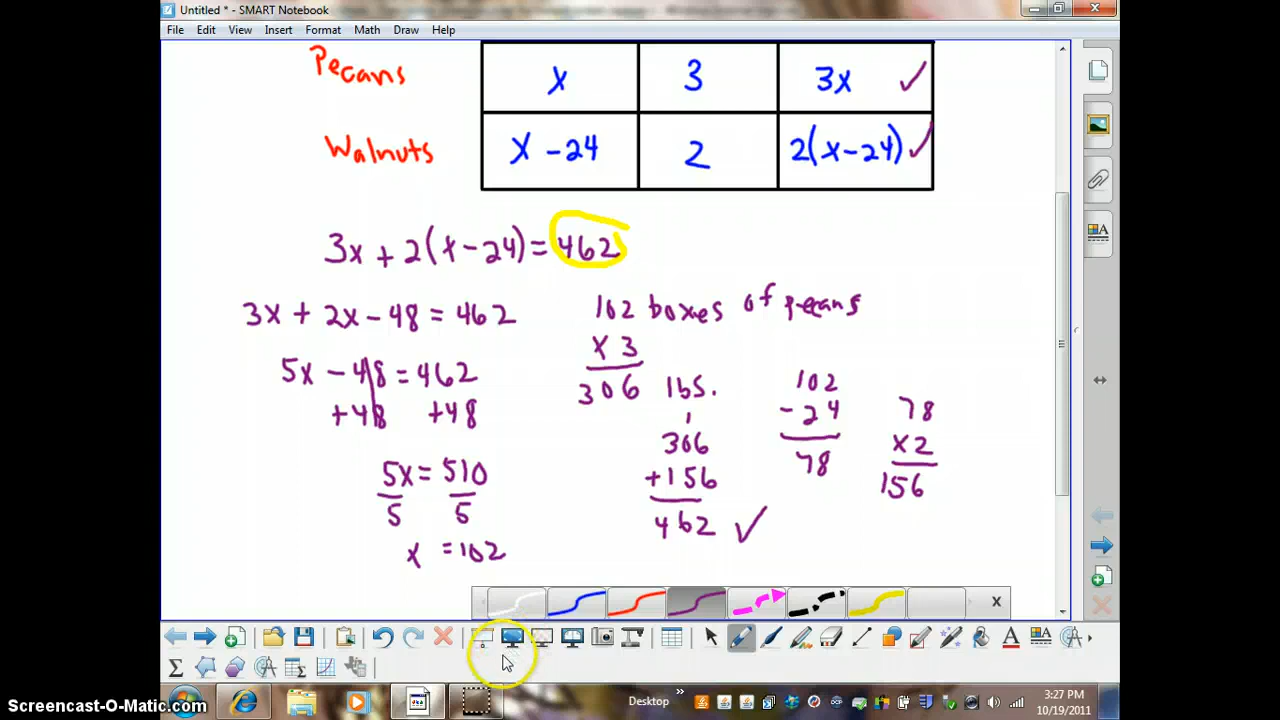 Untitled * - SMART Notebook
File Edit View Insert Format Math Draw Help
Pecans x 3 3x ✓
Walnuts x - 24 2 2(x-24) ✓
3x + 2(x-24) = 462
3x + 2x - 48 = 462
102 boxes of pecans
x 3
306 lbs.
5x - 48 = 462
+48 +48
5x = 510
5 5
x = 102
1
306
+156
462 ✓
102
-24
78
78
x2
156
x
Desktop »
3:27 PM
10/19/2011
Screencast-O-Matic.com